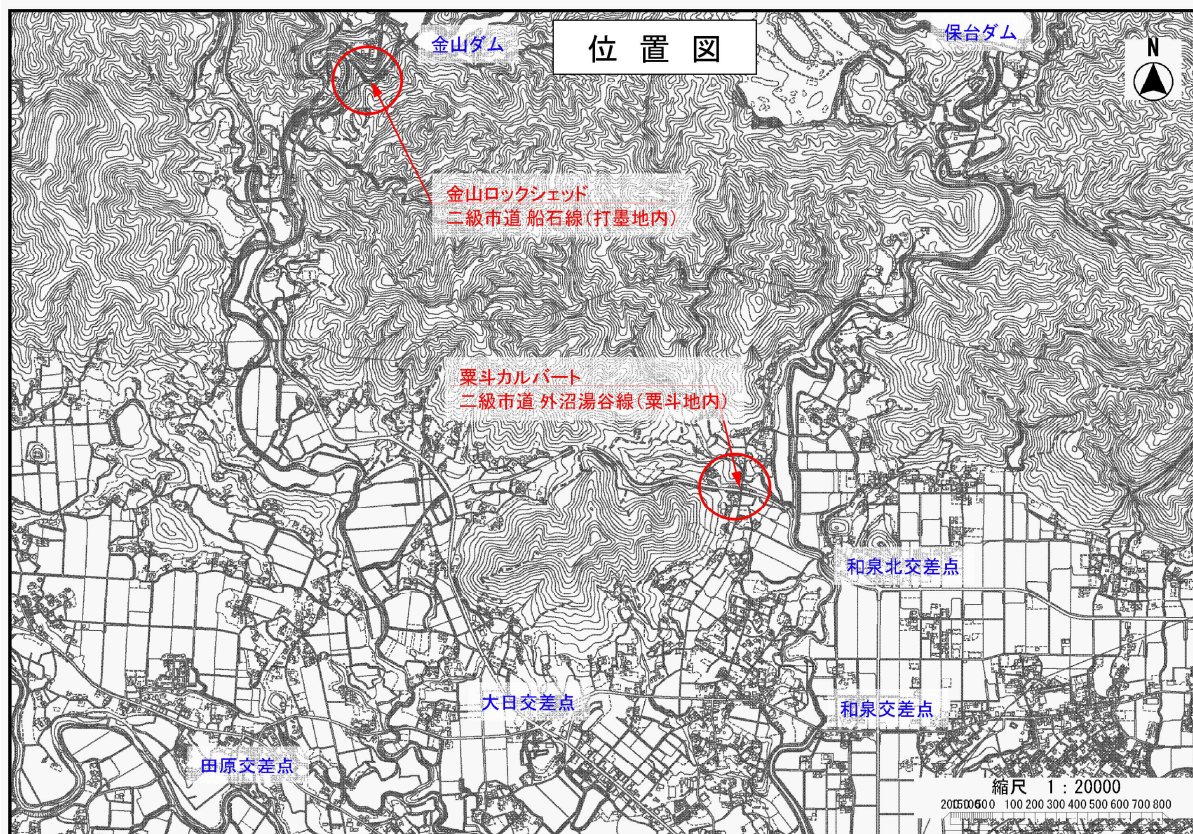 金山ダム
位置図
保台ダム
N
金山ロックシェッド
二級市道 船石線(打墨地内)
粟斗カルバート
二級市道 外沼湯谷線(粟斗地内)
和泉北交差点
大日交差点
和泉交差点
田原交差点
縮尺 1:20000
100 200 300 400 500 600 700 800